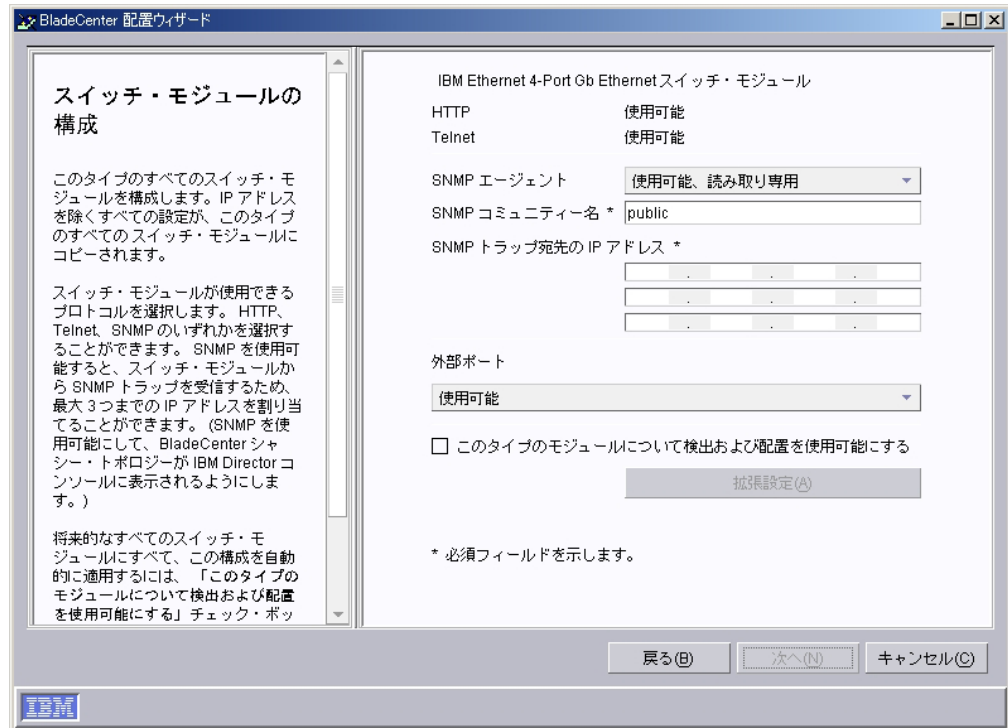 BladeCenter 配置ウィザード
スイッチ・モジュールの
構成
このタイプのすべてのスイッチ・モ
ジュールを構成します。IP アドレス
を除くすべての設定が、このタイプ
のすべての スイッチ・モジュールに
コピーされます。
スイッチ・モジュールが使用できる
プロトコルを選択します。 HTTP、
Telnet、SNMP のいずれかを選択す
ることができます。 SNMP を使用可
能すると、スイッチ・モジュールか
ら SNMP トラップを受信するため、
最大 3 つまでの IP アドレスを割り当
てることができます。 (SNMP を使
用可能にして、BladeCenter シャ
シー・トポロジーが IBM Director コ
ンソールに表示されるようにしま
す。)
将来的なすべてのスイッチ・モ
ジュールにすべて、この構成を自動
的に適用するには、 「このタイプの
モジュールについて検出および配置
を使用可能にする」チェック・ボッ
IBM Ethernet 4-Port Gb Ethernet スイッチ・モジュール
HTTP 使用可能
Telnet 使用可能
SNMP エージェント 使用可能、読み取り専用
SNMP コミュニティー名 * public
SNMP トラップ宛先の IP アドレス *
. . .
. . .
. . .
外部ポート
使用可能
このタイプのモジュールについて検出および配置を使用可能にする
拡張設定(A)
* 必須フィールドを示します。
戻る(B) 次へ(N) キャンセル(C)
IBM